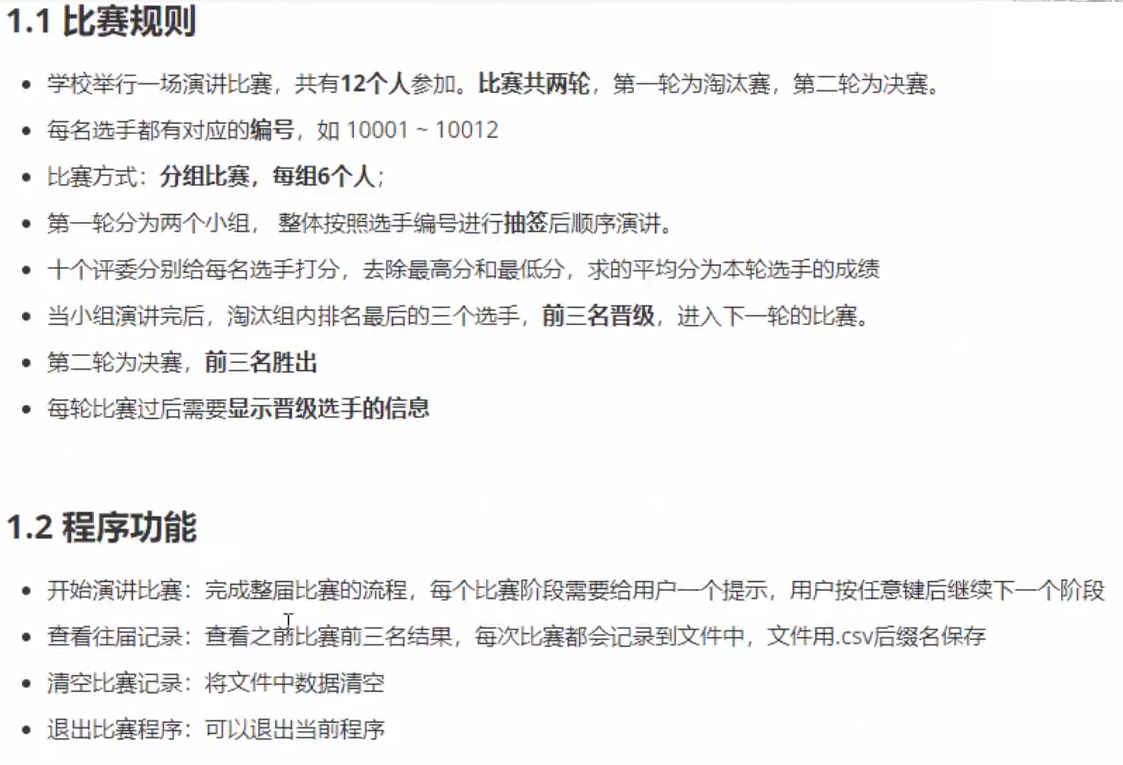 1.1 比赛规则
• 学校举行一场演讲比赛，共有12个人参加。比赛共两轮，第一轮为淘汰赛，第二轮为决赛。
• 每名选手都有对应的编号，如 10001 ~ 10012
• 比赛方式：分组比赛，每组6个人；
• 第一轮分为两个小组， 整体按照选手编号进行抽签后顺序演讲。
• 十个评委分别给每名选手打分，去除最高分和最低分，求的平均分为本轮选手的成绩
• 当小组演讲完后，淘汰组内排名最后的三个选手，前三名晋级，进入下一轮的比赛。
• 第二轮为决赛，前三名胜出
• 每轮比赛过后需要显示晋级选手的信息
1.2 程序功能
• 开始演讲比赛：完成整届比赛的流程，每个比赛阶段需要给用户一个提示，用户按任意键后继续下一个阶段
• 查看往届记录：查看之前比赛前三名结果，每次比赛都会记录到文件中，文件用.csv后缀名保存
• 清空比赛记录：将文件中数据清空
• 退出比赛程序：可以退出当前程序